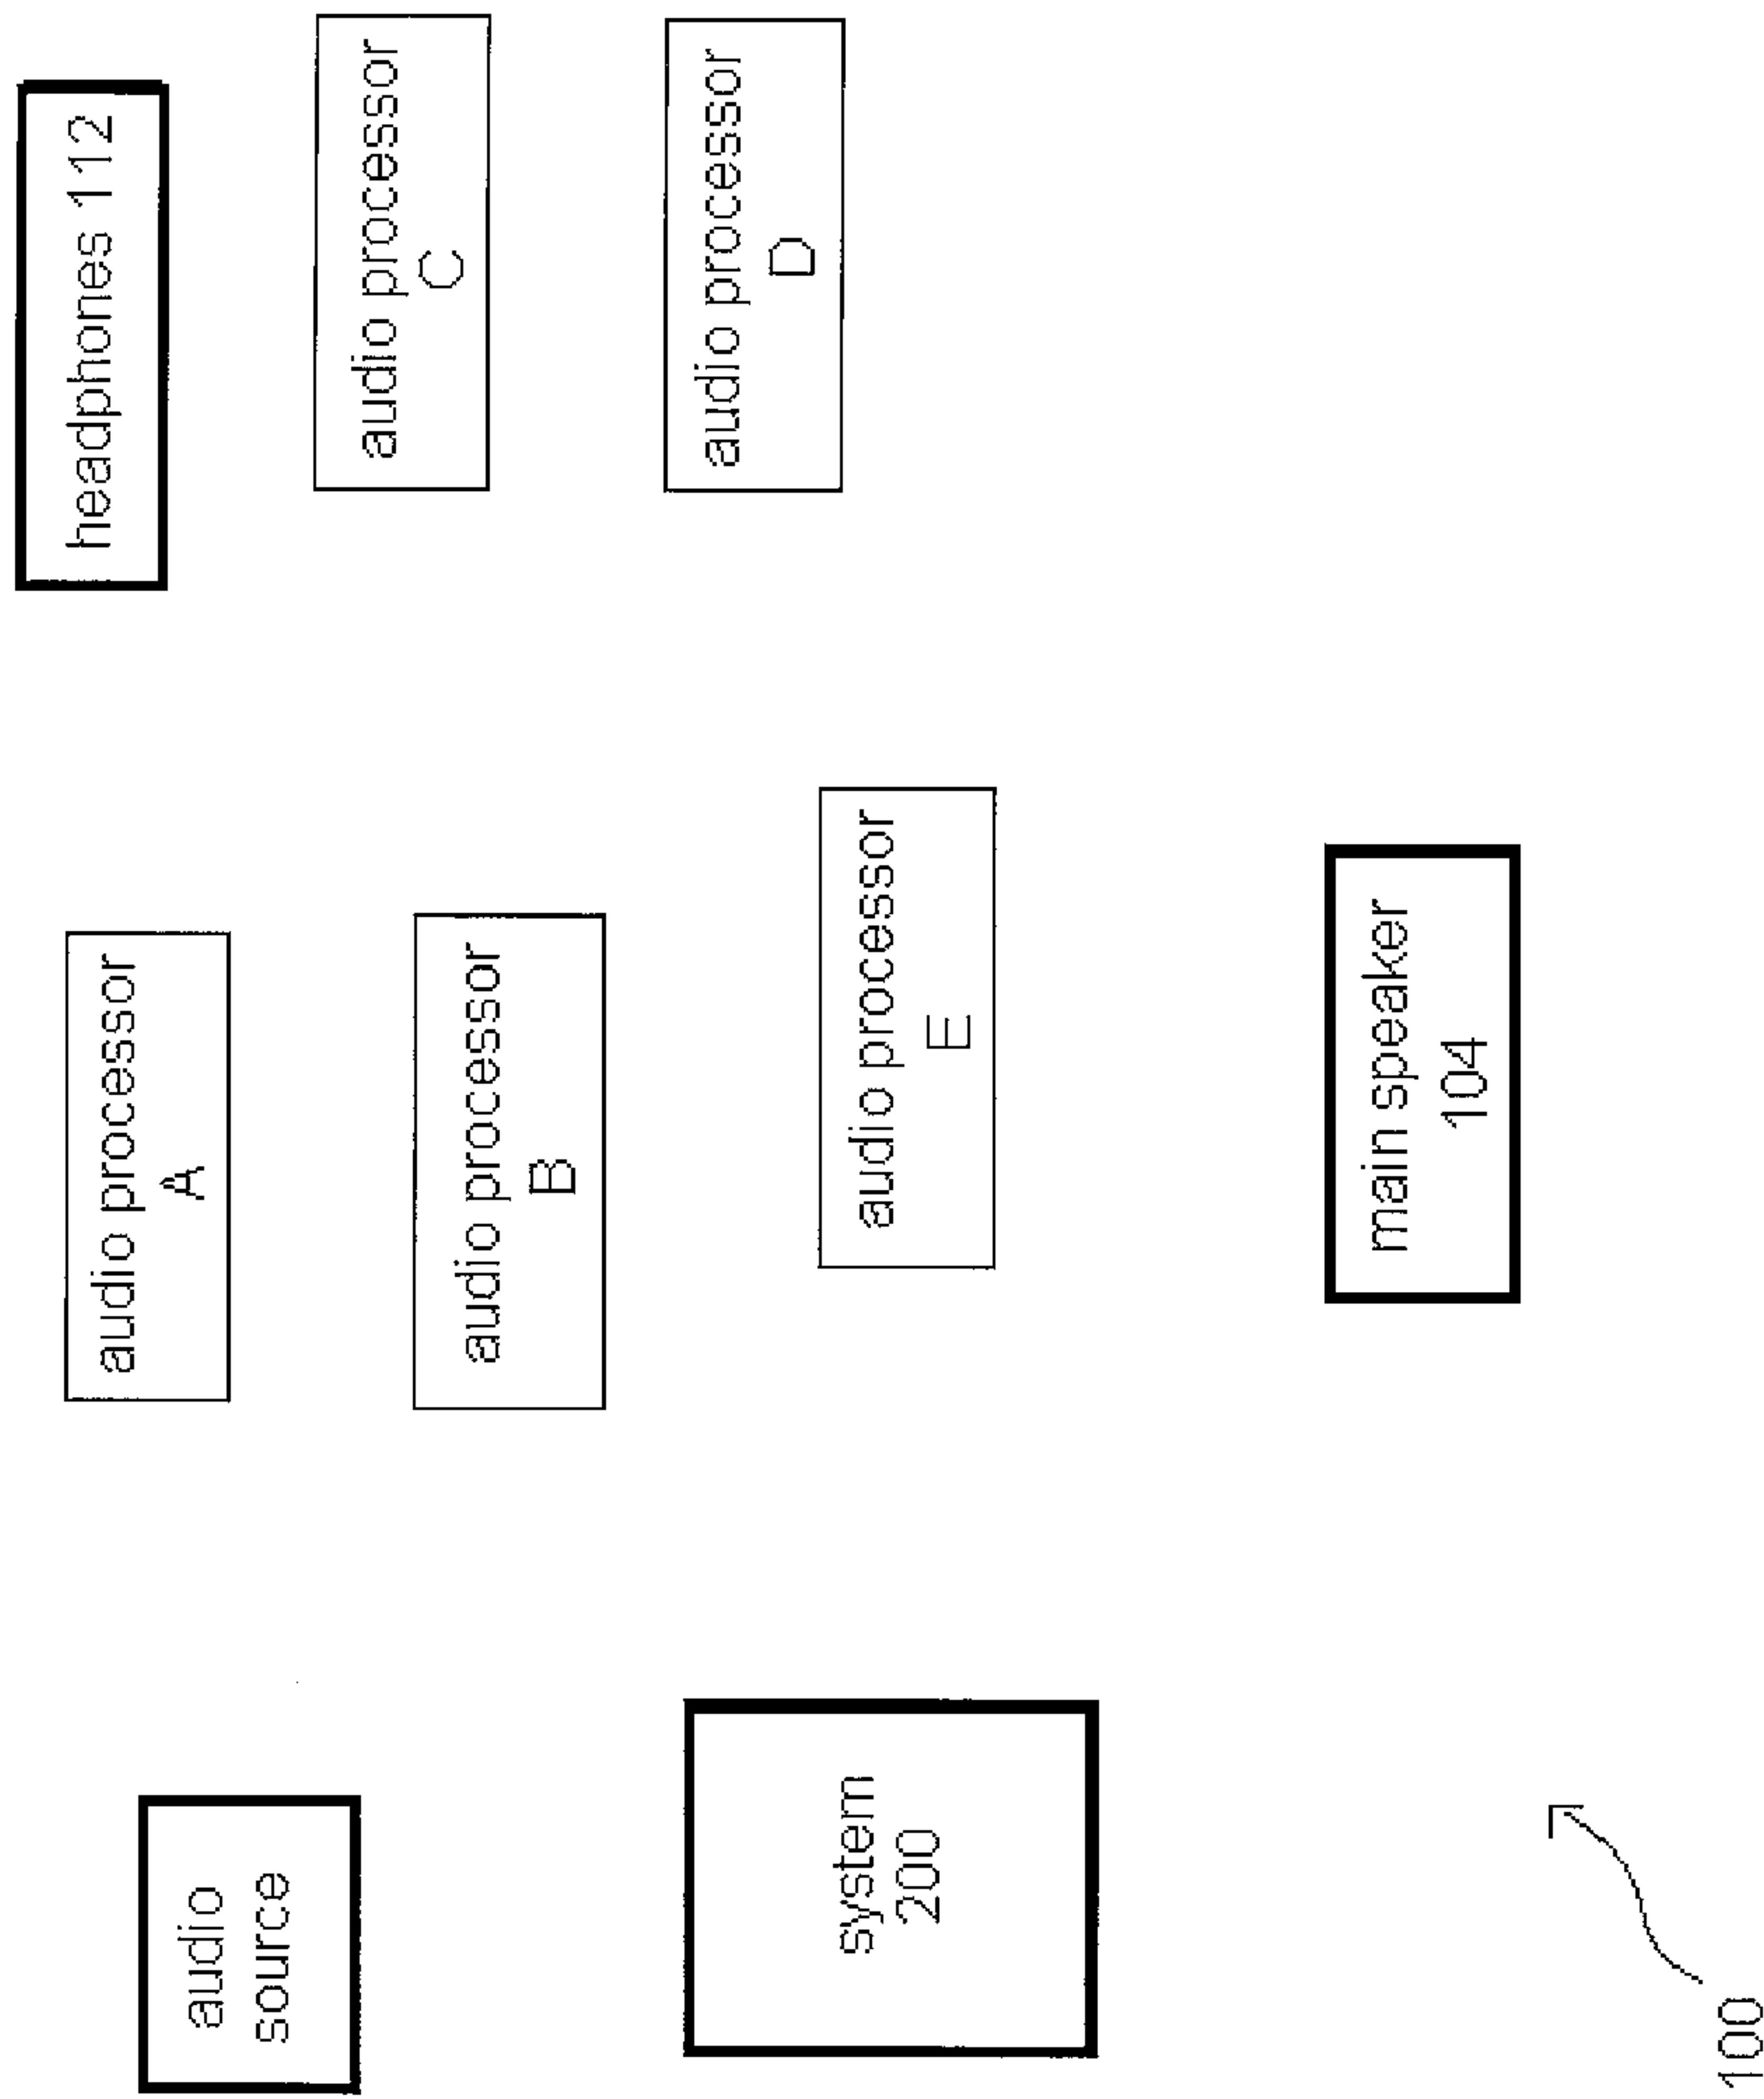 audio
source
audio processor
A
headphones 112
audio processor
B
audio processor
C
system
200
audio processor
E
audio processor
D
main speaker
104
100